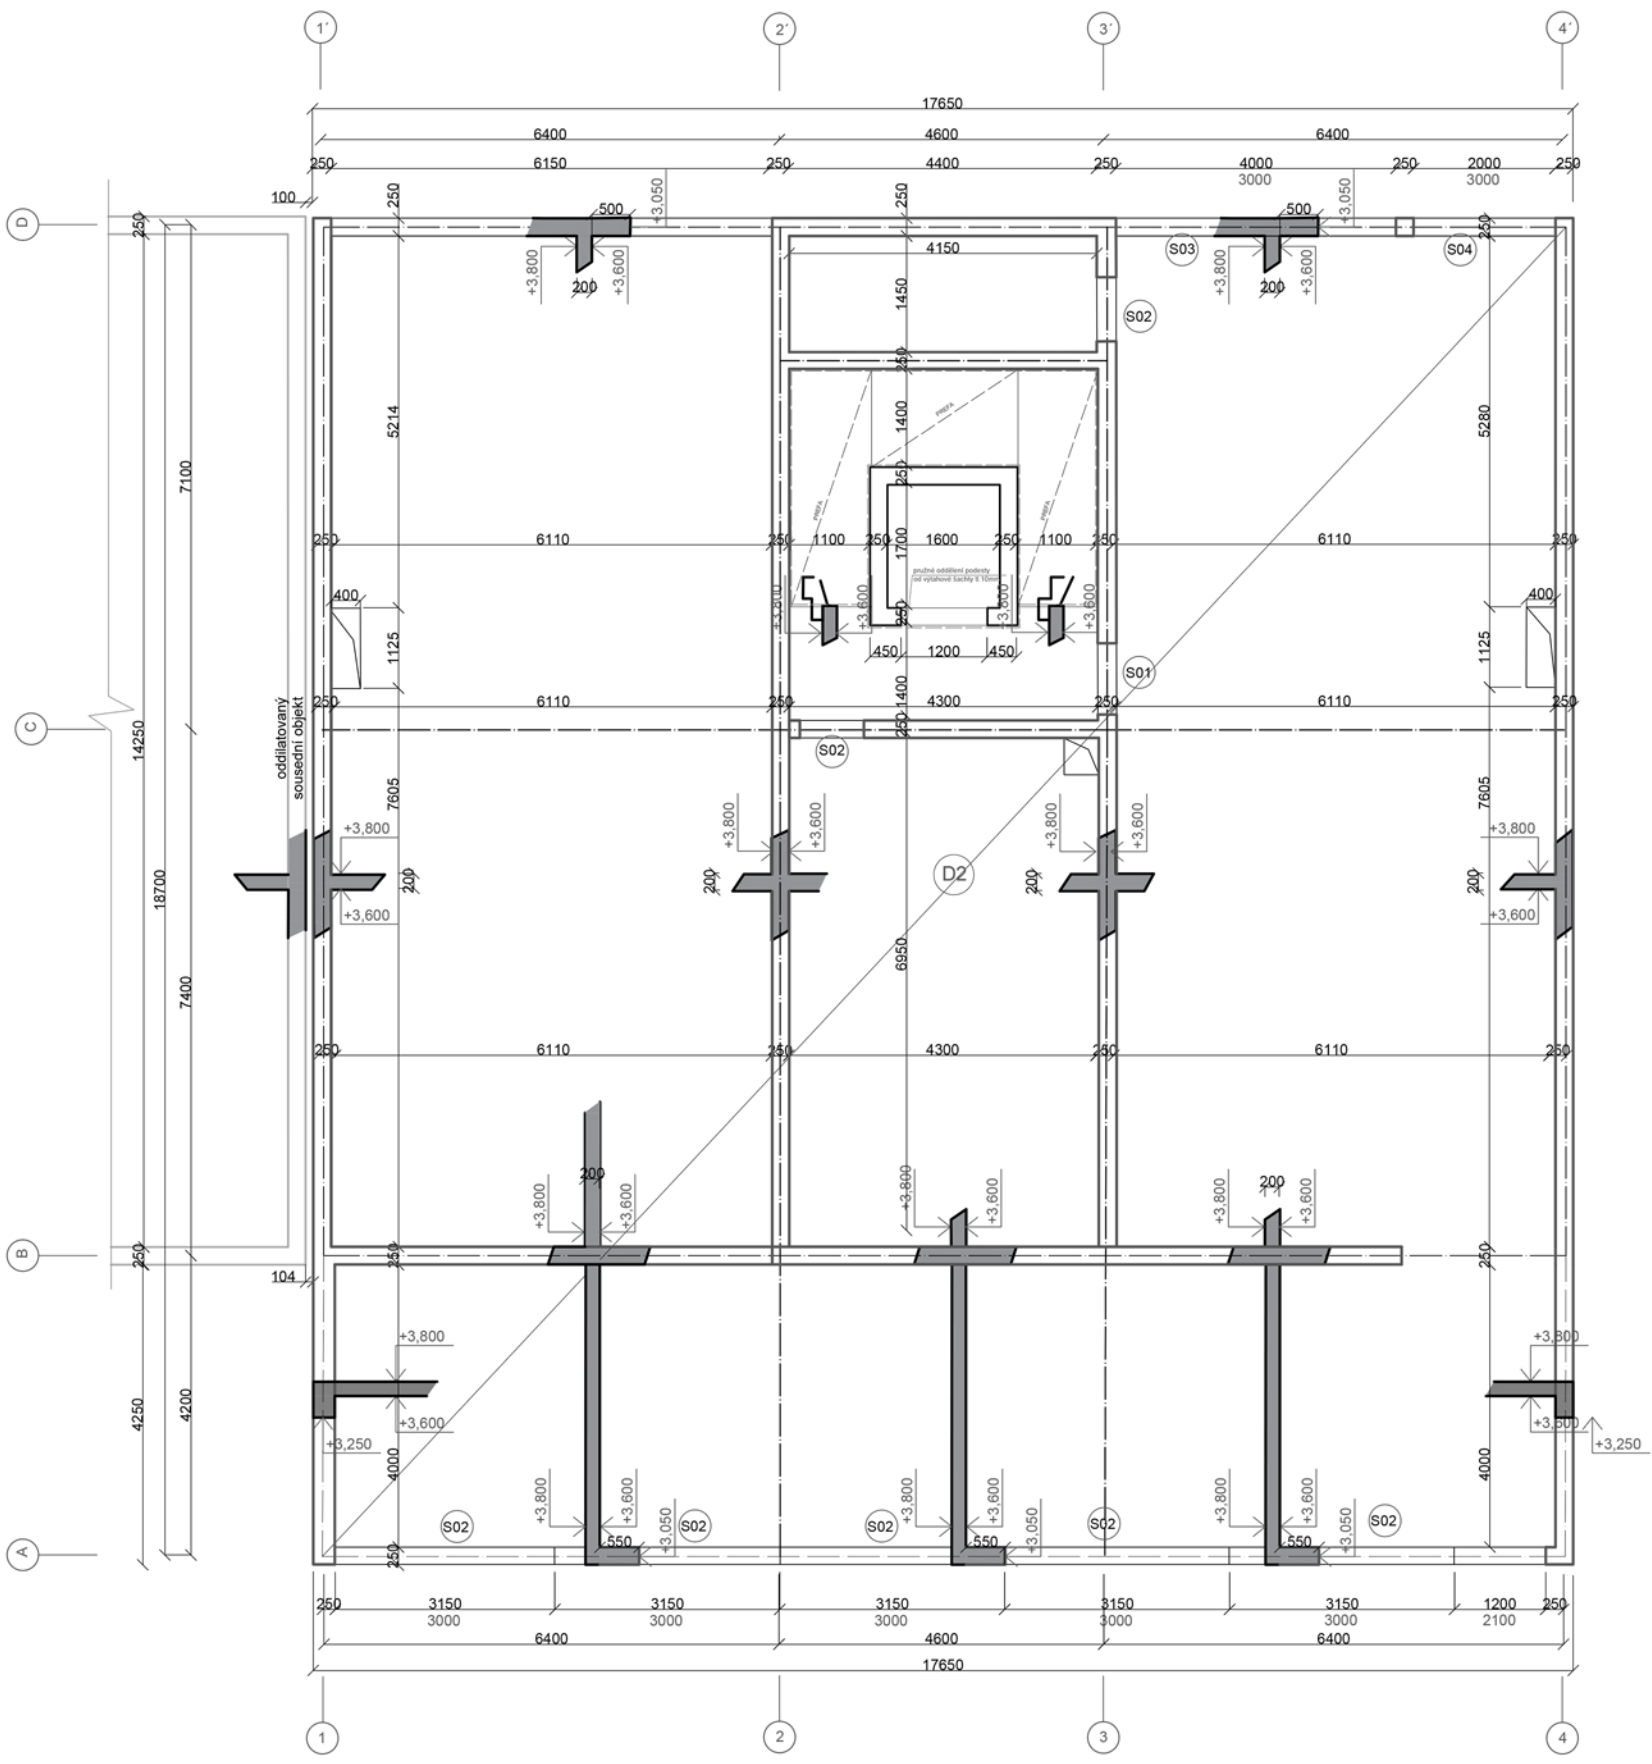 1´ 2´ 3´ 4´
17650
6400 4600 6400
250 6150 250 4400 250 4000 250 2000 250
3000 3000
100 250 250 +3,050 +3,050
D 250 500 500 250
4150 S03 S04
+3,800 +3,600 +3,800 +3,600
200 200
1450 S02
250
5214 1400 PREFA 5280
7100 250
PREFA PREFA
250 6110 250 1100 250 1700 1600 250 1100 250 6110 250
pružné oddělení podesty
od výtahové šachty tl.10mm
400 +3,800 +3,600 250 +3,800 +3,600 400
1125 450 1200 450 1125
S01
250 6110 250 1400 4300 250 6110 250
C 14250 oddilatovaný
sousední objekt
250
S02
7605 7605
+3,800 +3,800 +3,600 +3,800 +3,600 +3,800
18700 200 200 D2 200 200
+3,600 +3,600
6950
7400
250 6110 250 4300 250 6110 250
200 200
+3,800 +3,600 +3,800 +3,600 +3,800 +3,600
B 250 250 250
104
+3,800 +3,800
4250 4200
+3,600 +3,600
+3,250 +3,250
4000 4000
+3,800 +3,600 +3,800 +3,600 +3,800 +3,600
S02 S02 S02 S02 S02
+3,050 +3,050 +3,050
A 250 550 550 550
250 3150 3150 3150 3150 3150 1200 250
3000 3000 3000 3000 3000 2100
6400 4600 6400
17650
1 2 3 4